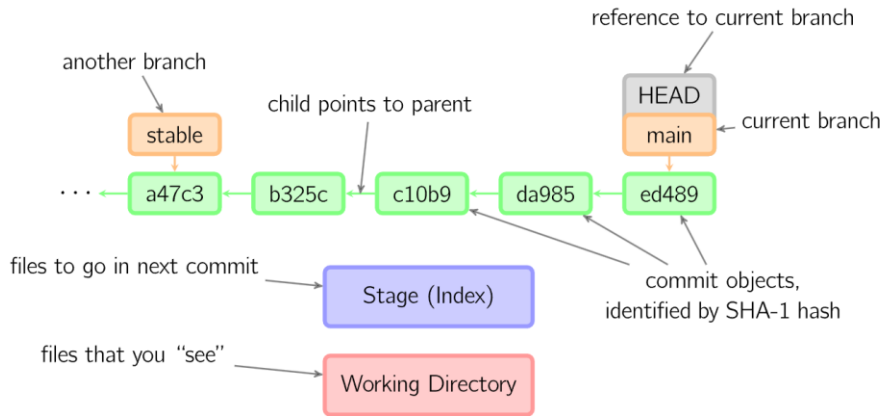 reference to current branch
another branch
HEAD
child points to parent
stable
main
current branch
· · ·
a47c3
b325c
c10b9
da985
ed489
files to go in next commit
Stage (Index)
commit objects,
identified by SHA-1 hash
files that you “see”
Working Directory